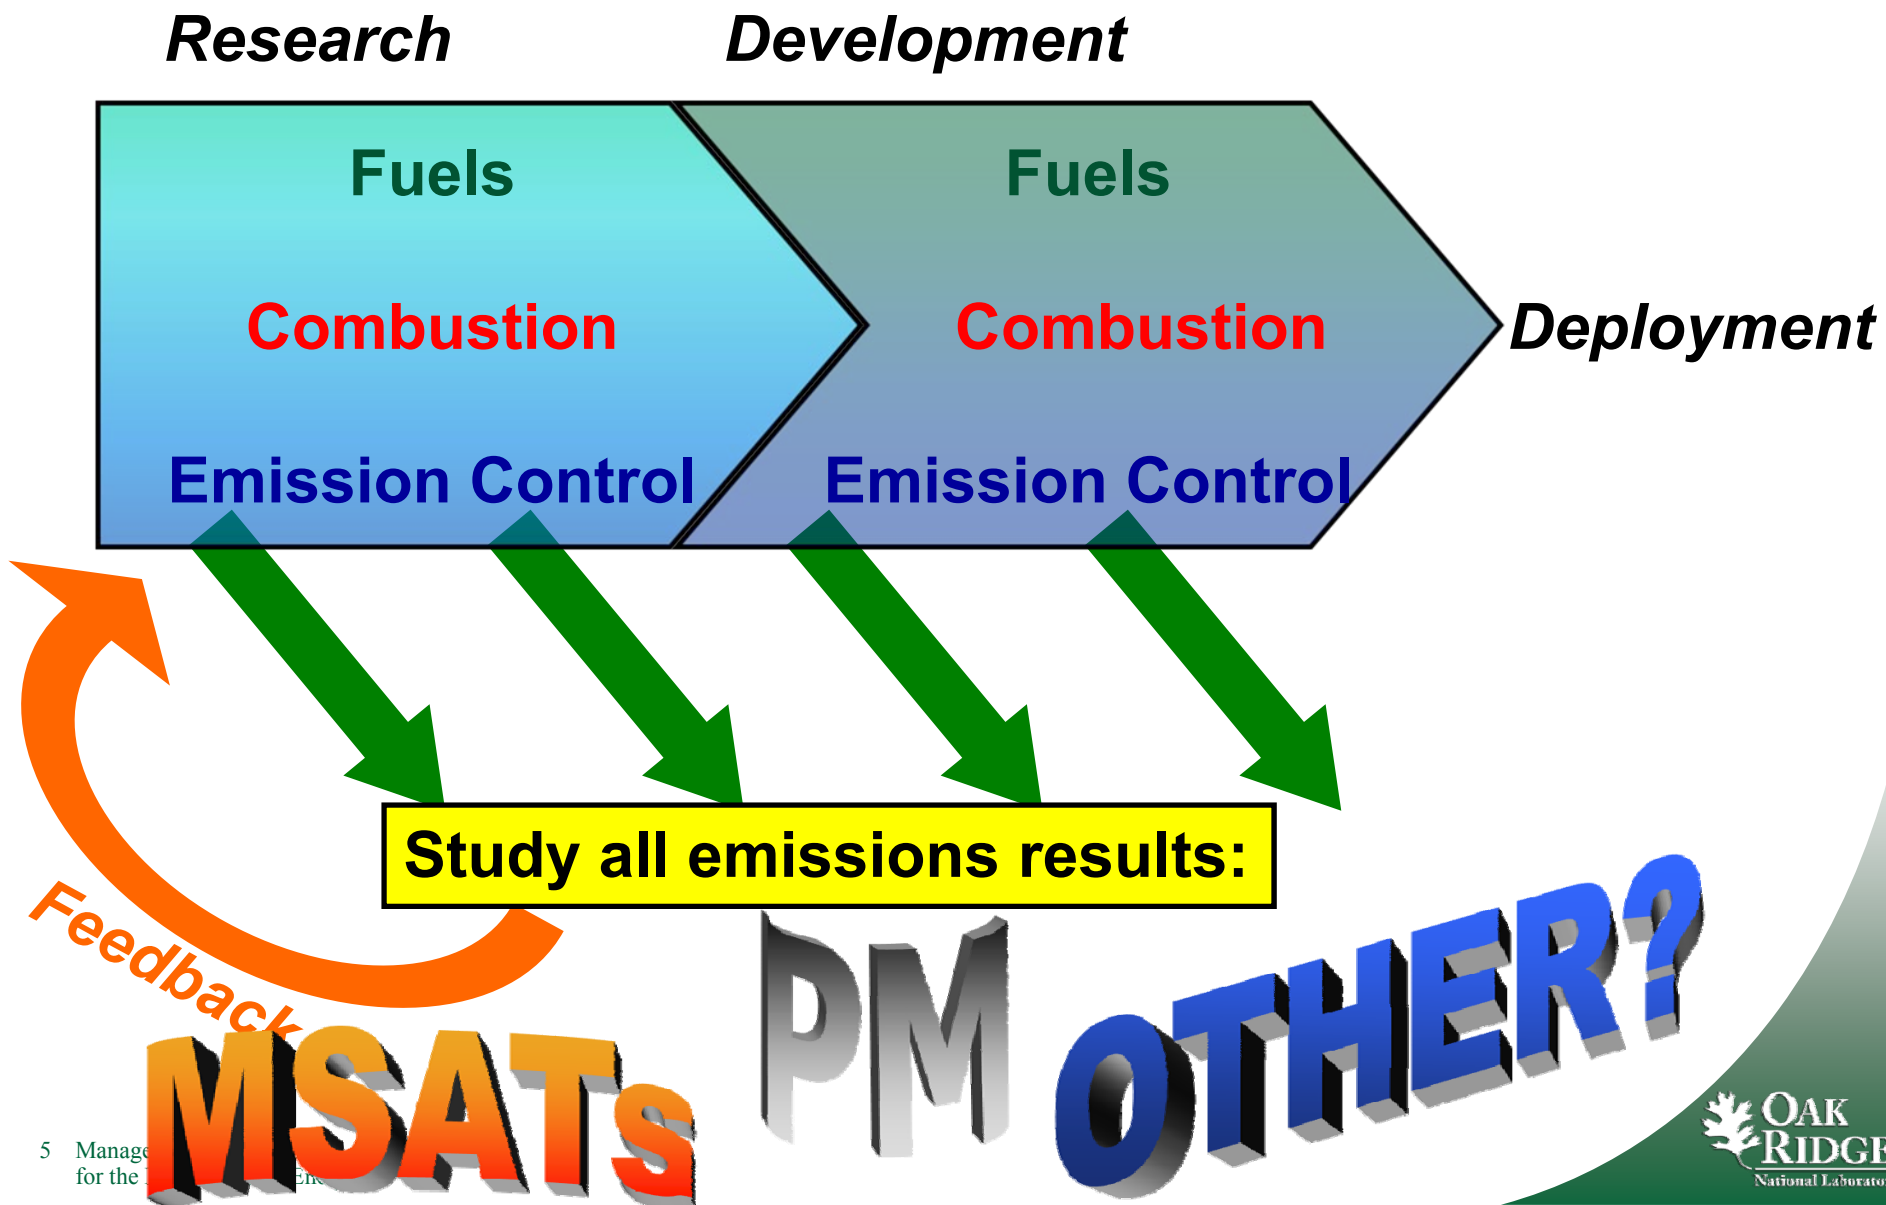 Research Development
Fuels Fuels
Combustion Combustion
Deployment
Emission Control Emission Control
Study all emissions results:
Feedback
MSATs PM OTHER?
5 Manage
for the
OAK
RIDGE
National Laborator